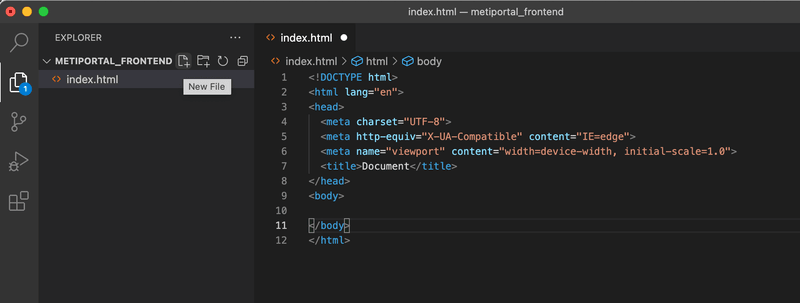 index.html — metiportal_frontend
EXPLORER
METIPORTAL_FRONTEND
index.html
New File
1
index.html
index.html > html > body
1 <!DOCTYPE html>
2 <html lang="en">
3 <head>
4 <meta charset="UTF-8">
5 <meta http-equiv="X-UA-Compatible" content="IE=edge">
6 <meta name="viewport" content="width=device-width, initial-scale=1.0">
7 <title>Document</title>
8 </head>
9 <body>
10
11 </body>
12 </html>